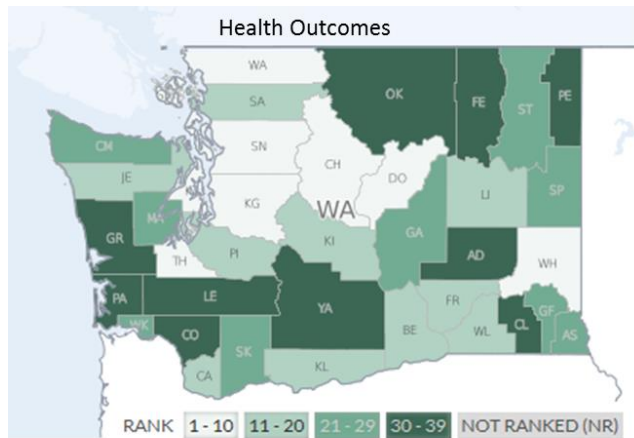 Health Outcomes
WA
OK
FE
ST
PE
SA
CM
SN
CH
DO
JE
LI
SP
MA
KG
WA
GA
GR
KI
TH
PI
AD
WH
PA
LE
YA
FR
GF
WK
CO
SK
BE
WL
CL
AS
CA
KL
RANK 1 - 10 11 - 20 21 - 29 30 - 39 NOT RANKED (NR)